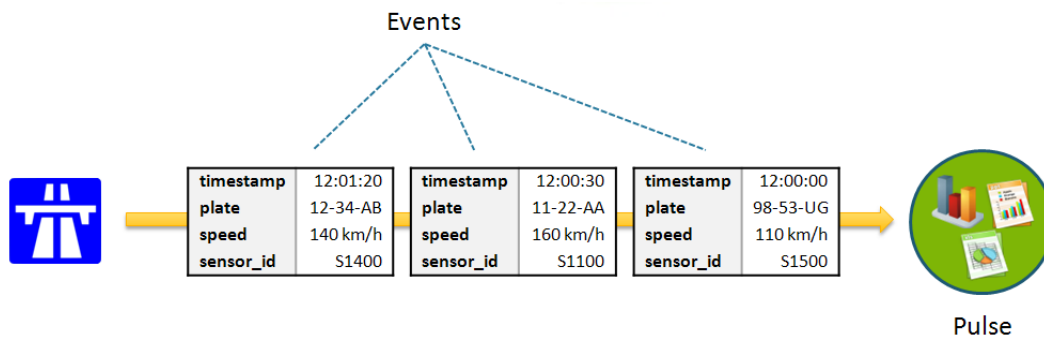 Events
timestamp 12:01:20
plate 12-34-AB
speed 140 km/h
sensor_id S1400
timestamp 12:00:30
plate 11-22-AA
speed 160 km/h
sensor_id S1100
timestamp 12:00:00
plate 98-53-UG
speed 110 km/h
sensor_id S1500
Pulse